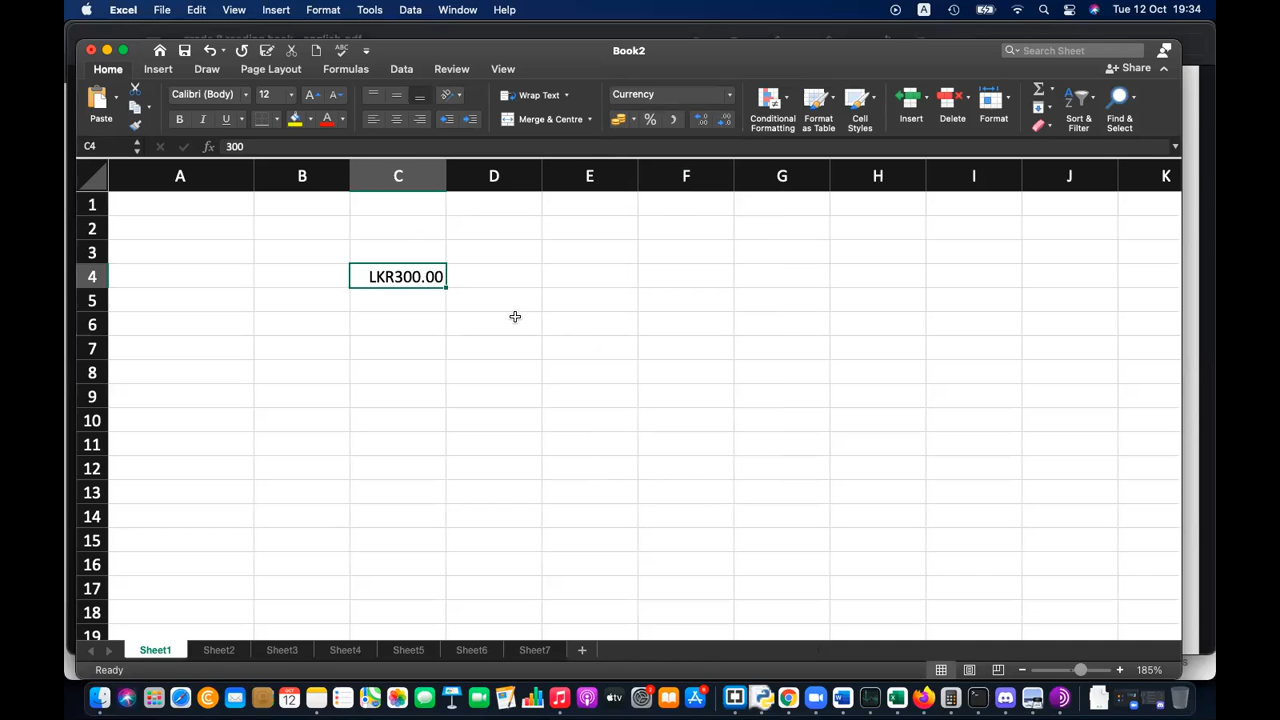 Excel File Edit View Insert Format Tools Data Window Help A Tue 12 Oct 19:34
Book2
Search Sheet
Home Insert Draw Page Layout Formulas Data Review View
Share
Paste
Calibri (Body) 12
Wrap Text
Merge & Centre
Currency
Conditional Formatting
Format as Table
Cell Styles
Insert
Delete
Format
Sort & Filter
Find & Select
C4 fx 300
A B C D E F G H I J K
1
2
3
4 LKR300.00
5
6
7
8
9
10
11
12
13
14
15
16
17
18
19
Sheet1 Sheet2 Sheet3 Sheet4 Sheet5 Sheet6 Sheet7
Ready 185%